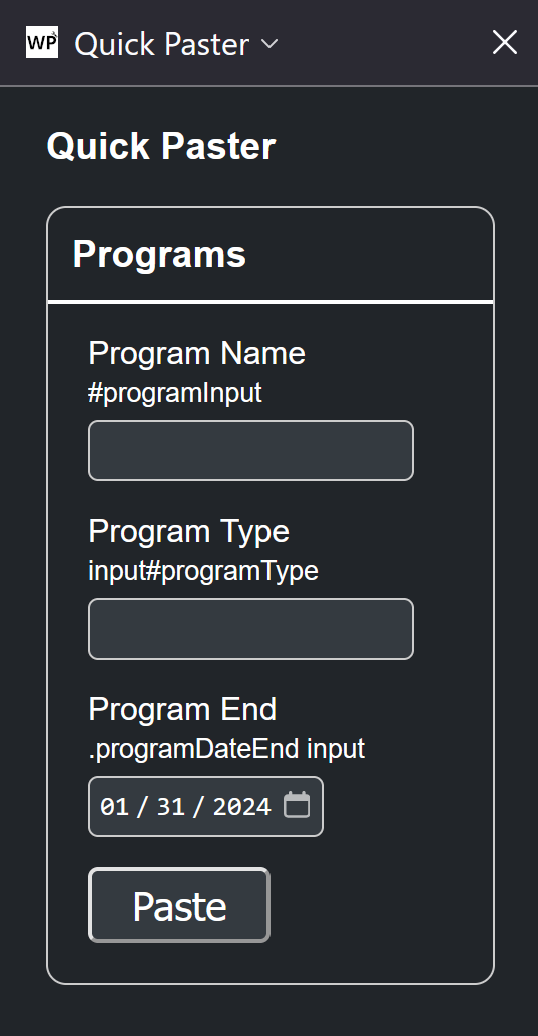 WP Quick Paster
Quick Paster
Programs
Program Name
#programInput
Program Type
input#programType
Program End
.programDateEnd input
01 / 31 / 2024
Paste